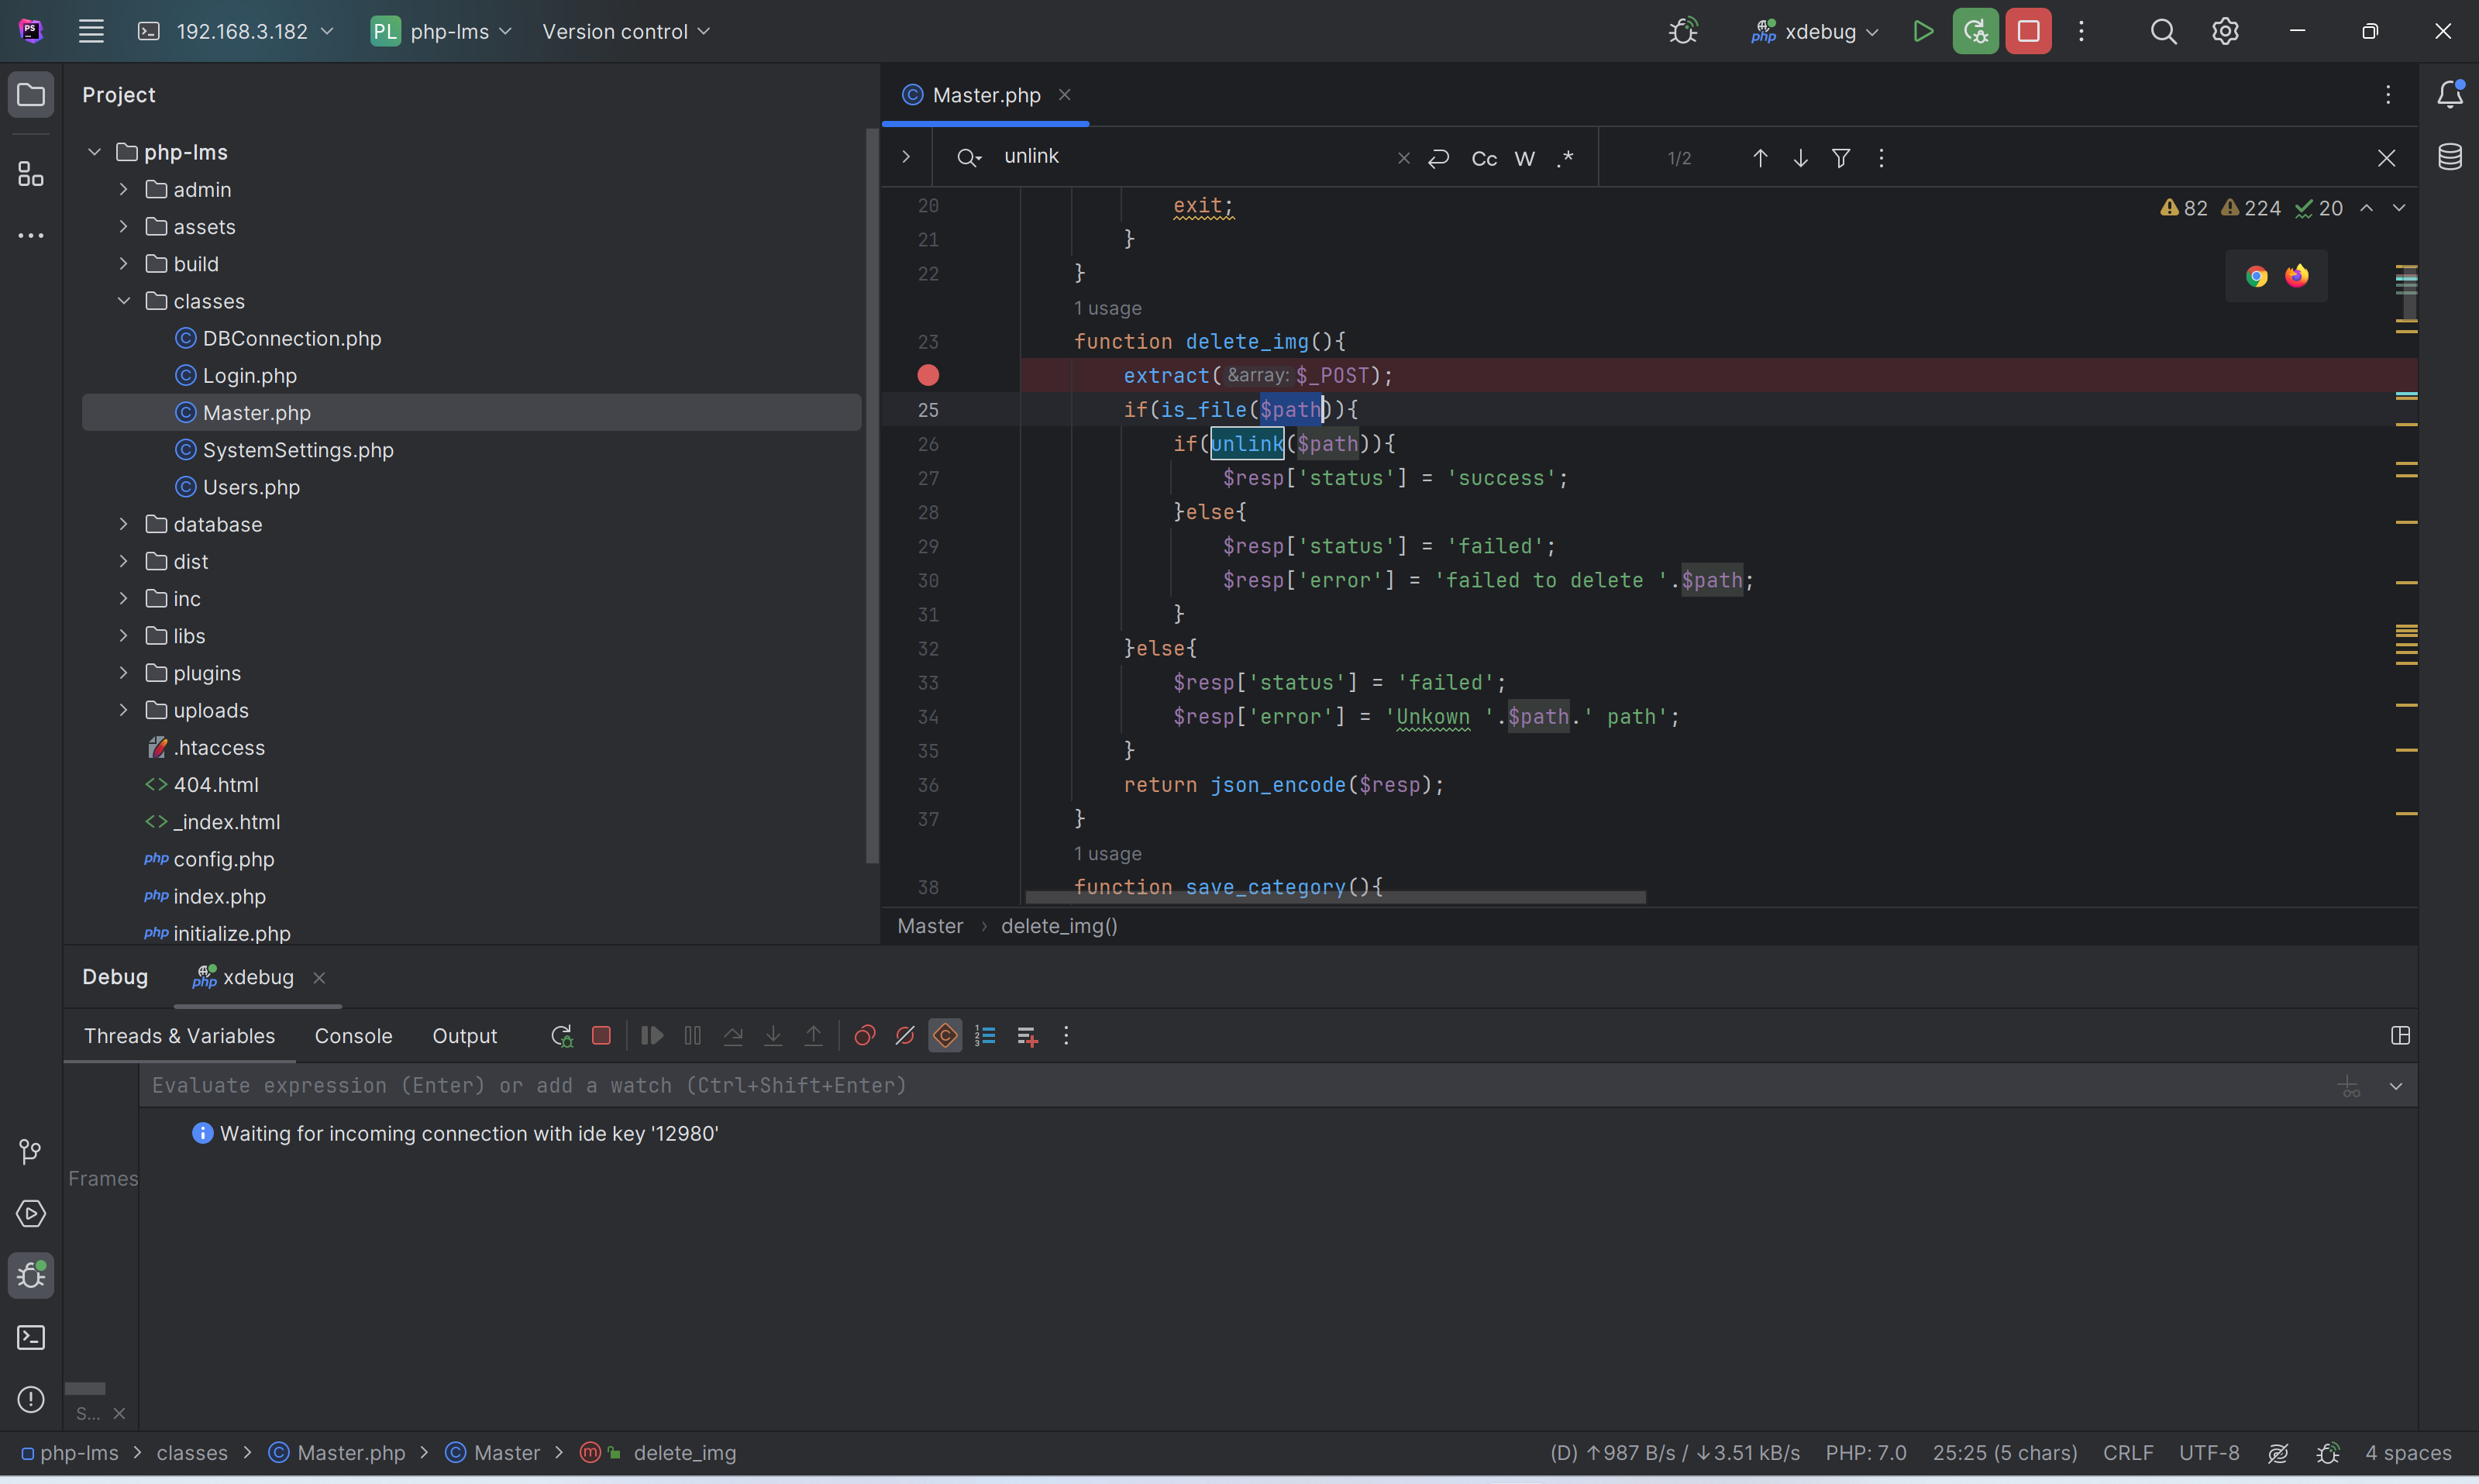 PS
192.168.3.182
PL php-lms
Version control
php xdebug
Project
php-lms
admin
assets
build
classes
DBConnection.php
Login.php
Master.php
SystemSettings.php
Users.php
database
dist
inc
libs
plugins
uploads
.htaccess
404.html
_index.html
php config.php
php index.php
php initialize.php
Master.php
unlink
Cc W .*
1/2
82 224 20
20 exit;
21 }
22 }
1 usage
23 function delete_img(){
extract( &array: $_POST);
25 if(is_file($path)){
26 if(unlink($path)){
27 $resp['status'] = 'success';
28 }else{
29 $resp['status'] = 'failed';
30 $resp['error'] = 'failed to delete '.$path;
31 }
32 }else{
33 $resp['status'] = 'failed';
34 $resp['error'] = 'Unkown '.$path.' path';
35 }
36 return json_encode($resp);
37 }
1 usage
38 function save_category(){
Master › delete_img()
Debug
php xdebug
Threads & Variables
Console
Output
Evaluate expression (Enter) or add a watch (Ctrl+Shift+Enter)
Waiting for incoming connection with ide key '12980'
Frames
S...
php-lms > classes > Master.php > Master > delete_img
(D) ↑987 B/s / ↓3.51 kB/s
PHP: 7.0
25:25 (5 chars)
CRLF
UTF-8
4 spaces